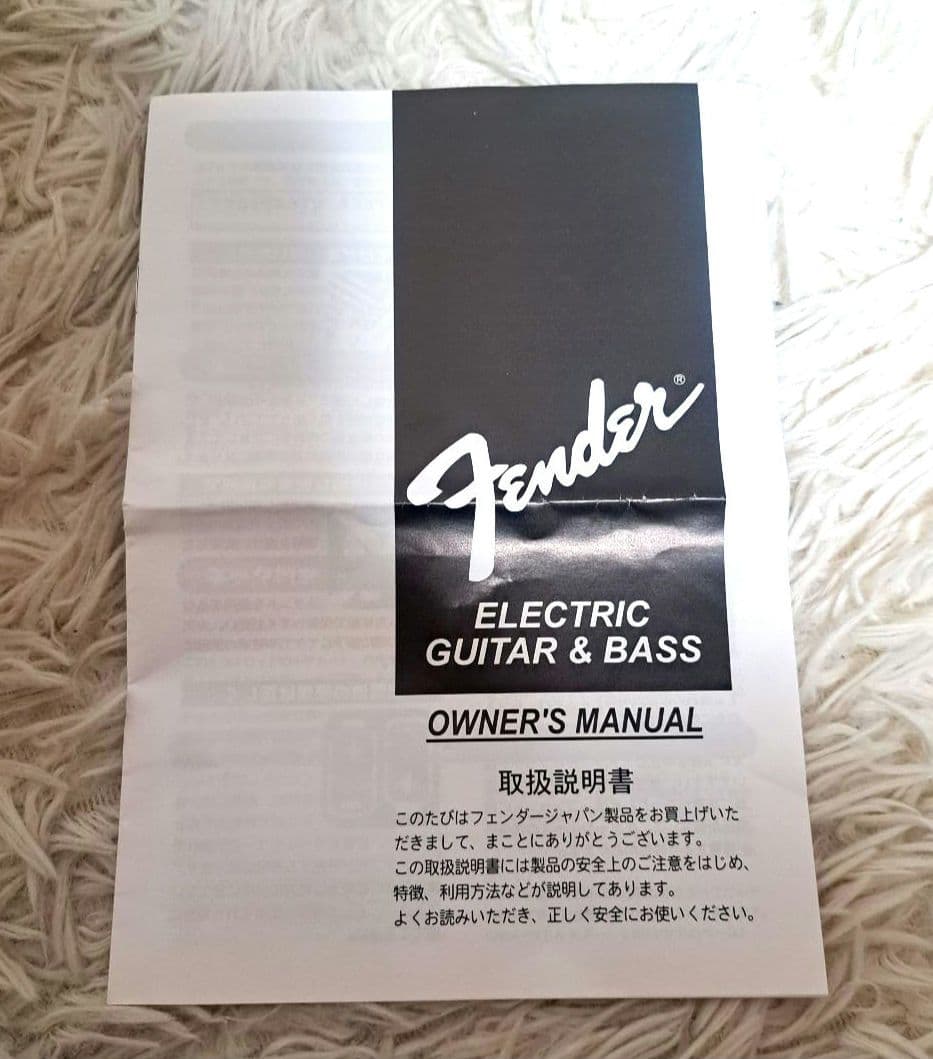 Fender®
ELECTRIC
GUITAR & BASS
OWNER'S MANUAL
取扱説明書
このたびはフェンダージャパン製品をお買上げいた
だきまして、まことにありがとうございます。
この取扱説明書には製品の安全上のご注意をはじめ、
特徴、利用方法などが説明してあります。
よくお読みいただき、正しく安全にお使いください。